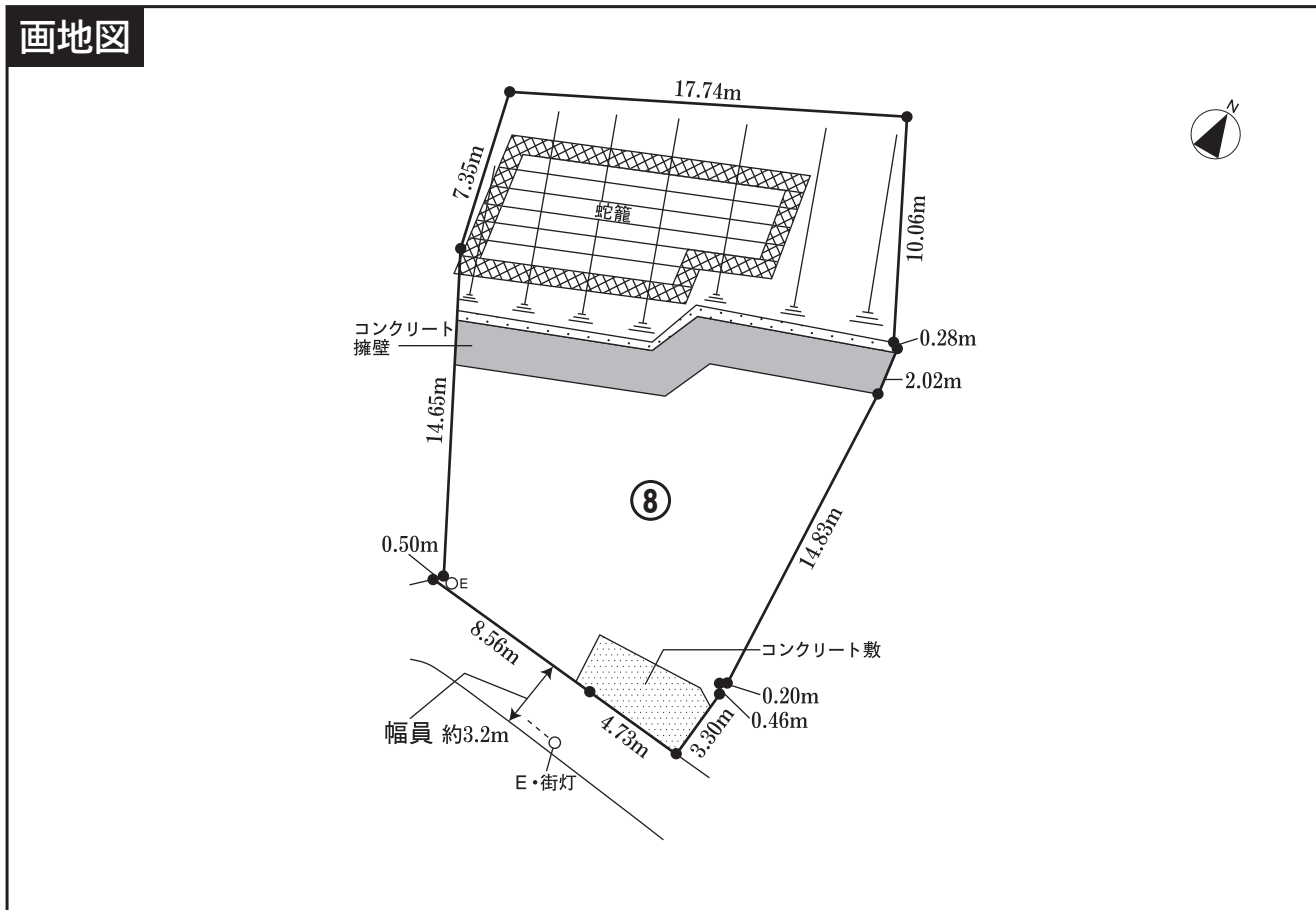 画地図
17.74m
N
7.35m
蛇籠
10.06m
コンクリート
擁壁
0.28m
2.02m
14.65m
8
14.83m
0.50m
E
8.56m
コンクリート敷
0.20m
0.46m
幅員 約3.2m
4.73m
3.30m
E・街灯